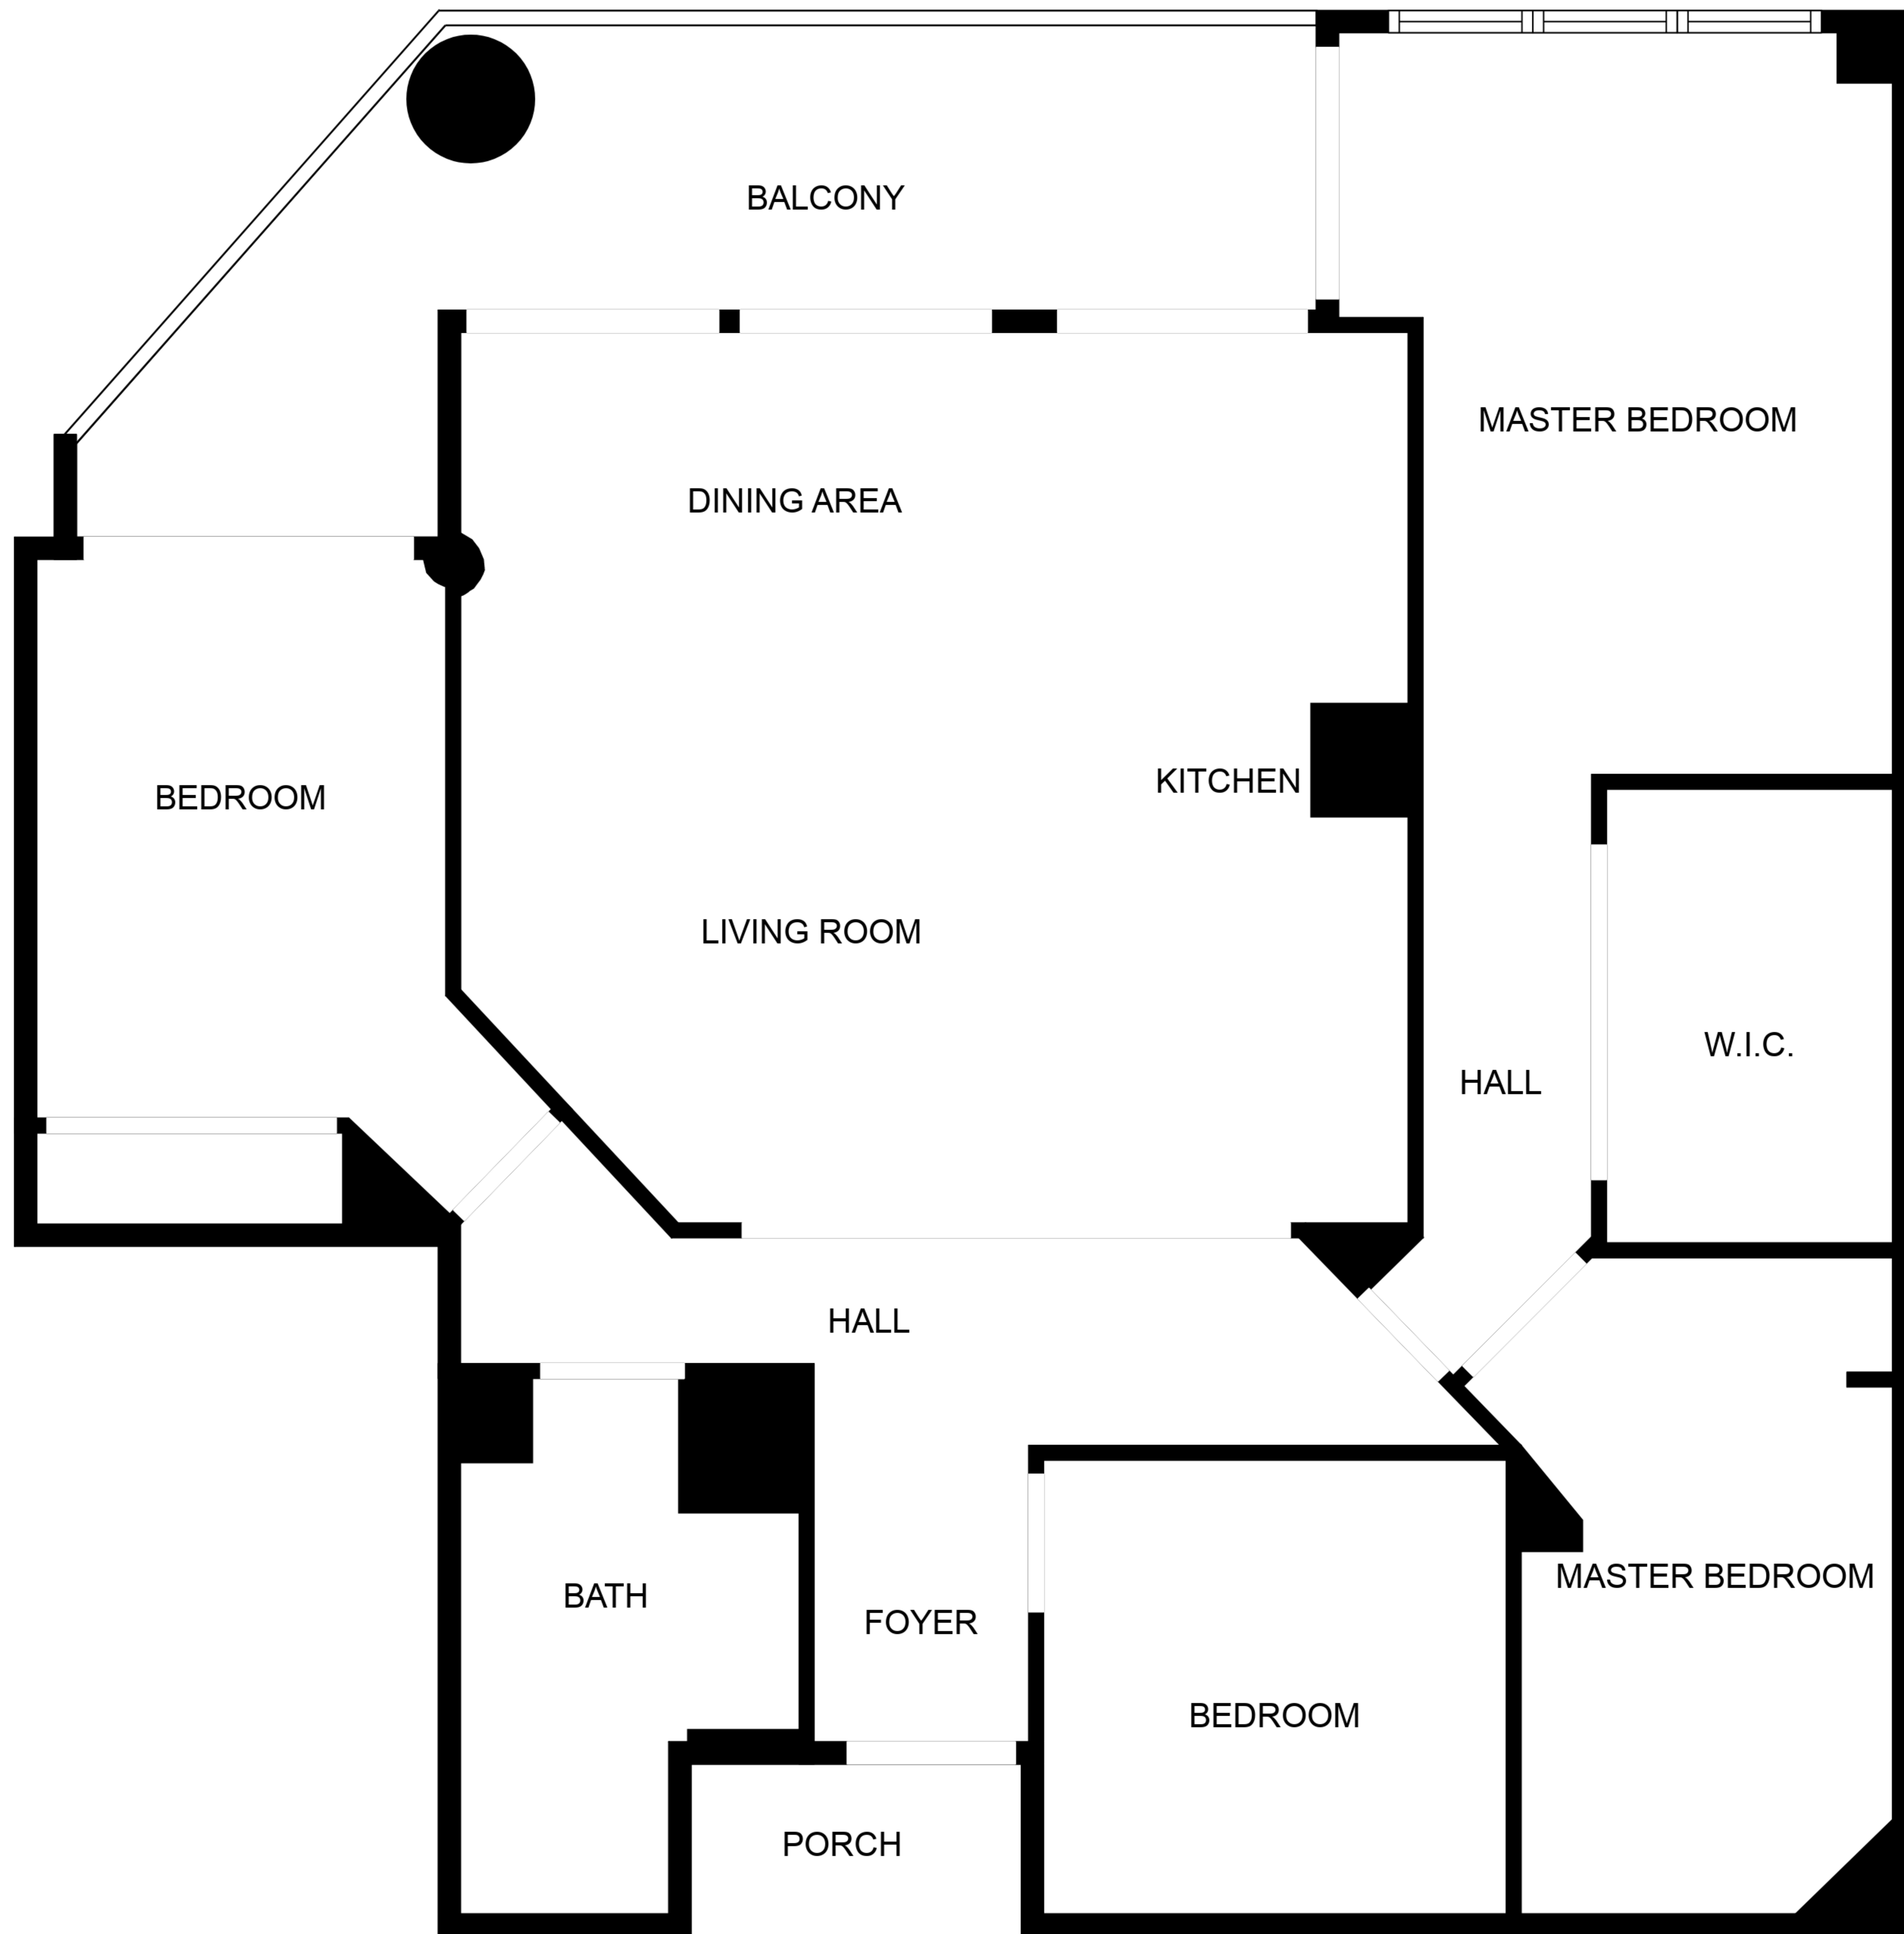 BALCONY
MASTER BEDROOM
DINING AREA
KITCHEN
BEDROOM
LIVING ROOM
W.I.C.
HALL
HALL
MASTER BEDROOM
BATH
FOYER
BEDROOM
PORCH